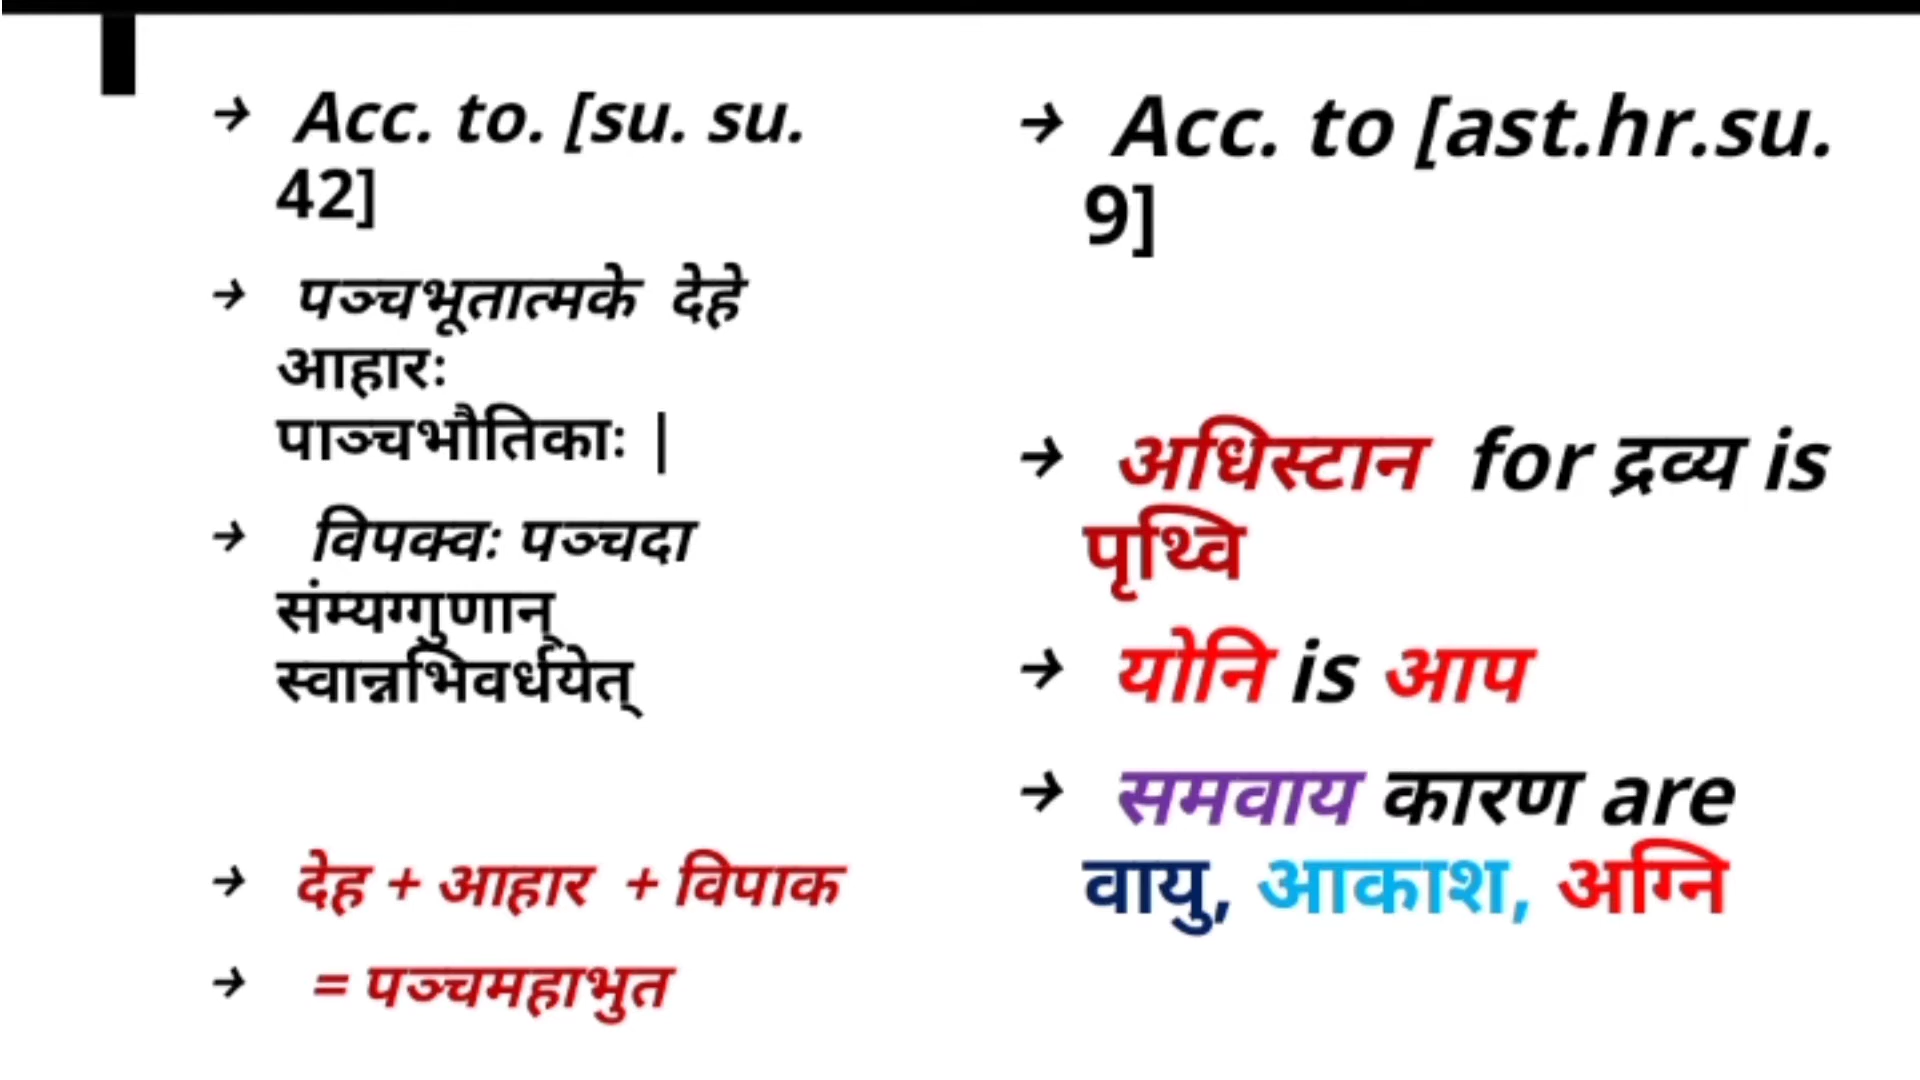 → Acc. to. [su. su.
42]
→ पञ्चभूतात्मके देहे
आहारः
पाञ्चभौतिकाः |
→ विपक्वः पञ्चदा
संम्यग्गुणान्
स्वान्नभिवर्धयेत्
→ देह + आहार + विपाक
→ = पञ्चमहाभुत
→ Acc. to [ast.hr.su.
9]
→ अधिस्टान for द्रव्य is
पृथ्वि
→ योनि is आप
→ समवाय कारण are
वायु, आकाश, अग्नि